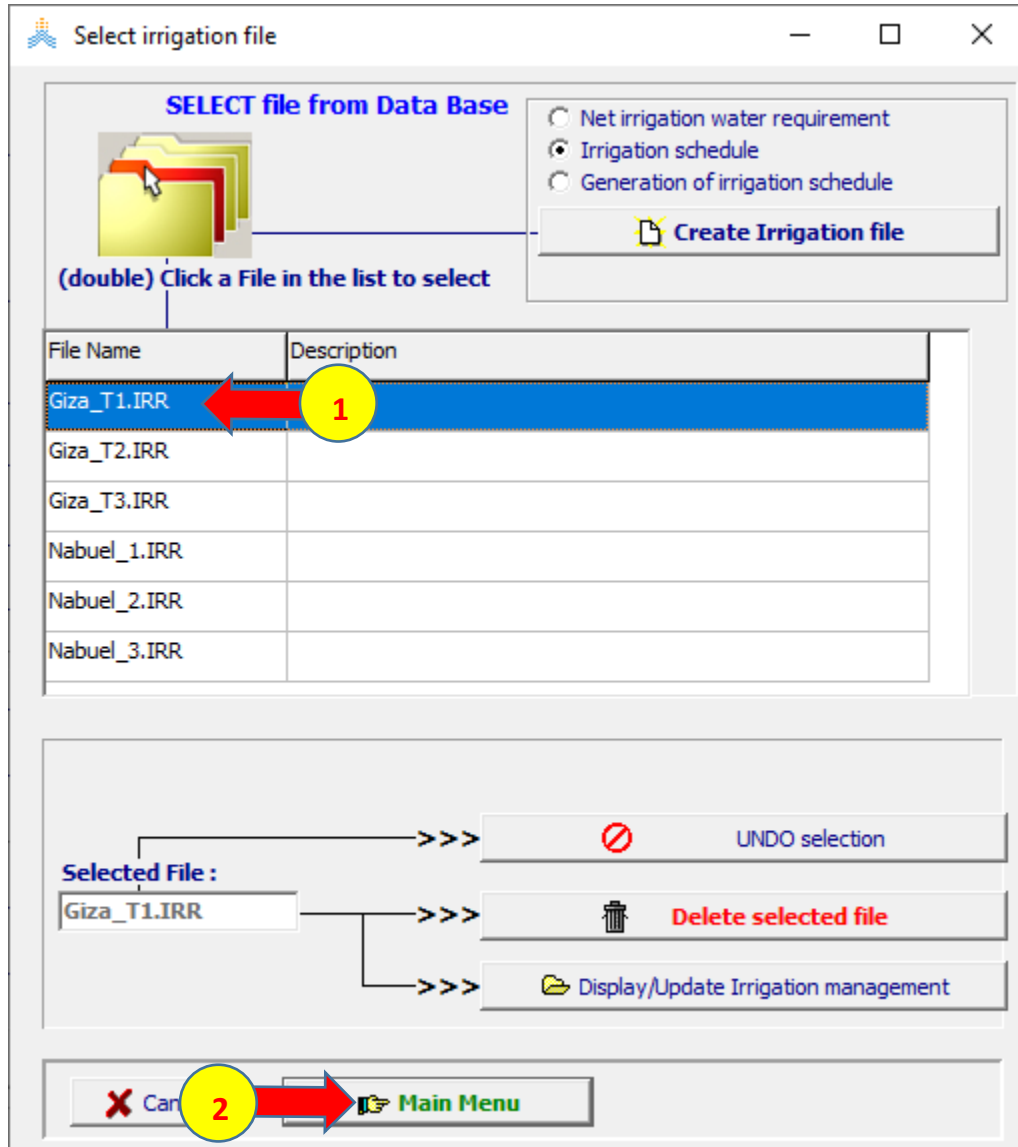 Select irrigation file
SELECT file from Data Base
Net irrigation water requirement
Irrigation schedule
Generation of irrigation schedule
Create Irrigation file
(double) Click a File in the list to select
File Name Description
Giza_T1.IRR
1
Giza_T2.IRR
Giza_T3.IRR
Nabuel_1.IRR
Nabuel_2.IRR
Nabuel_3.IRR
>>> UNDO selection
Selected File :
Giza_T1.IRR
>>> Delete selected file
>>> Display/Update Irrigation management
Can
2
Main Menu